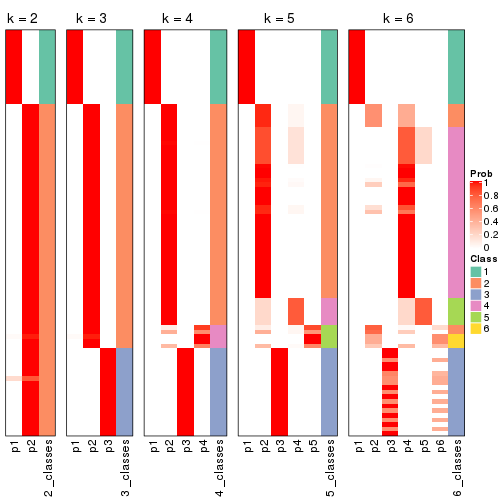 k = 2
k = 3
k = 4
k = 5
k = 6
Prob
1
0.8
0.6
0.4
0.2
0
Class
1
2
3
4
5
6
p1
p2
2_classes
p1
p2
p3
3_classes
p1
p2
p3
p4
4_classes
p1
p2
p3
p4
p5
5_classes
p1
p2
p3
p4
p5
p6
6_classes